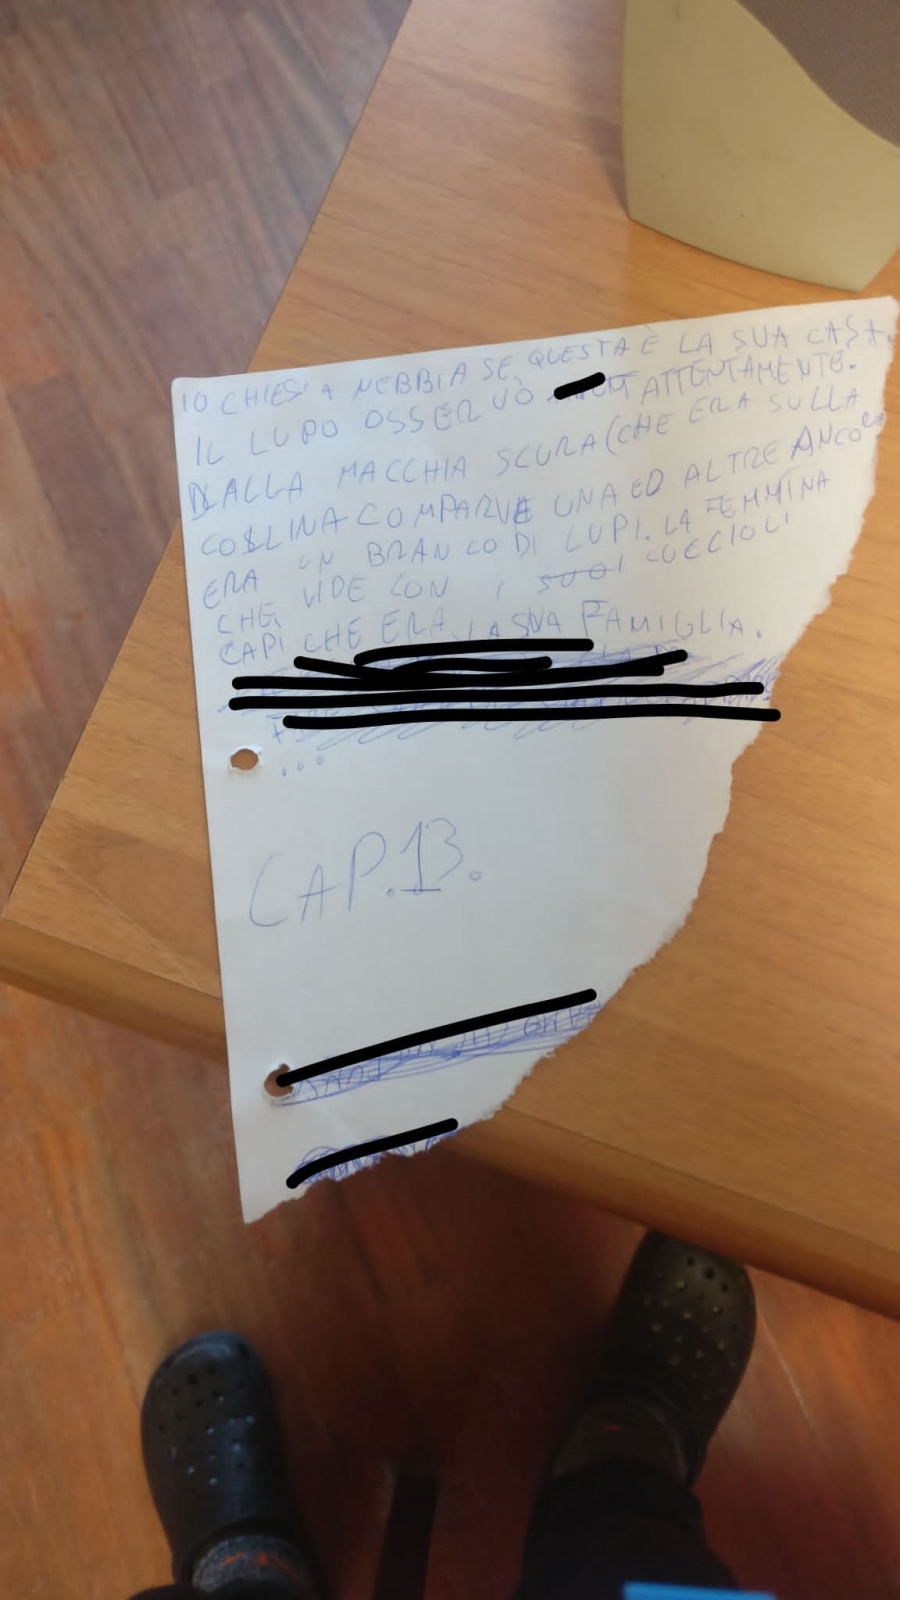 IO CHIESI A NEBBIA SE QUESTA È LA SUA CASA.
IL LUPO OSSERVÒ ATTENTAMENTE.
DALLA MACCHIA SCURA (CHE ERA SULLA
COLLINA COMPARVE UNA ED ALTRE ANCORA
ERA UN BRANCO DI LUPI. LA FEMMINA
CHE VIDE CON I SUOI CUCCIOLI
CAPÌ CHE ERA LA SUA FAMIGLIA.
...
CAP.13.